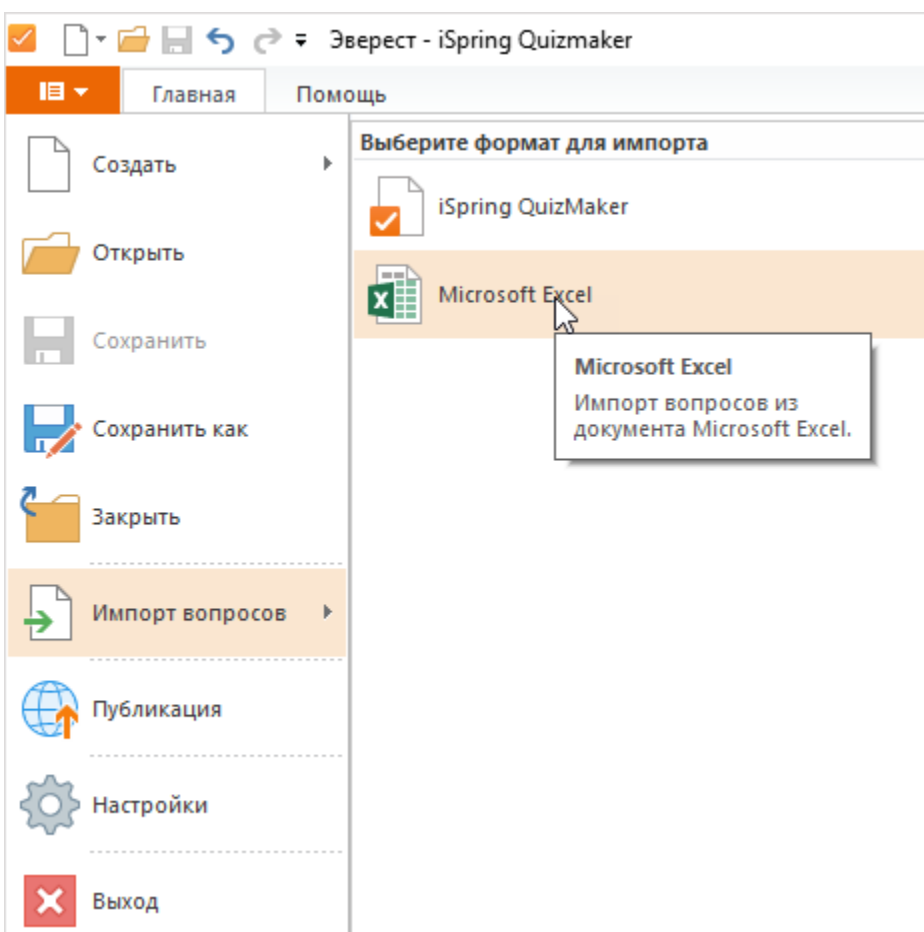 Эверест - iSpring Quizmaker
Главная Помощь
Создать
Открыть
Сохранить
Сохранить как
Закрыть
Импорт вопросов
Публикация
Настройки
Выход
Выберите формат для импорта
iSpring QuizMaker
Microsoft Excel
Microsoft Excel
Импорт вопросов из
документа Microsoft Excel.